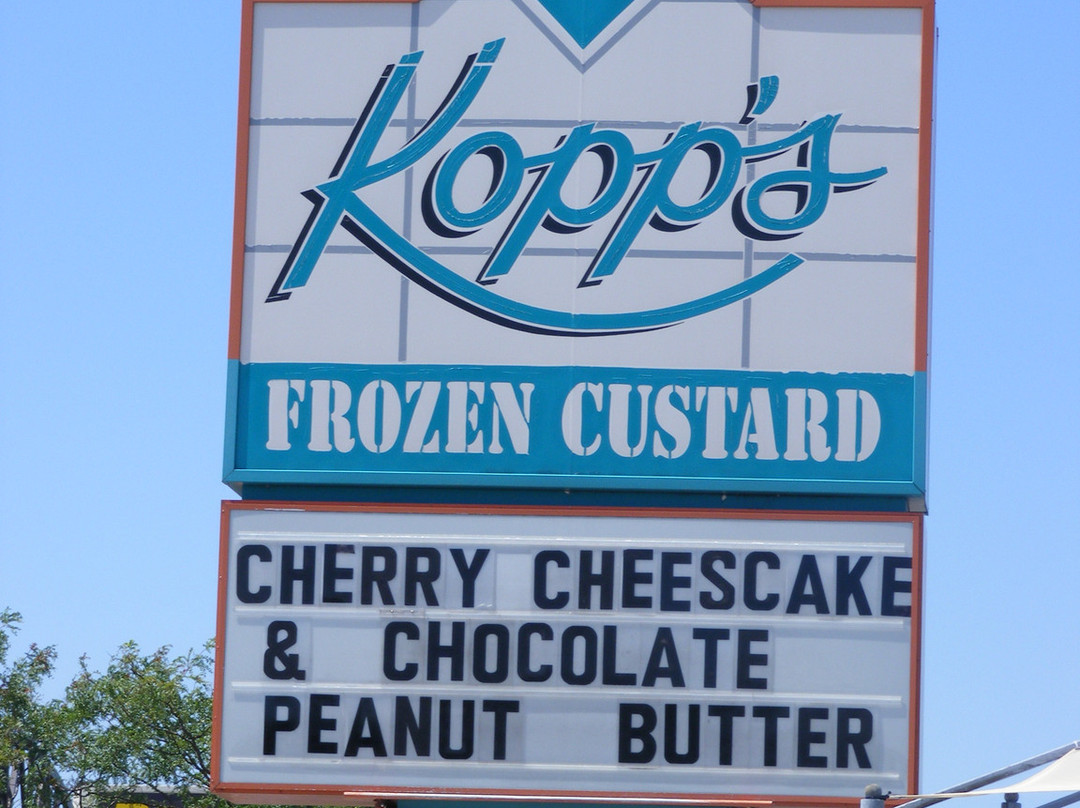 Kopp's
FROZEN CUSTARD
CHERRY CHEESCAKE
& CHOCOLATE
PEANUT BUTTER